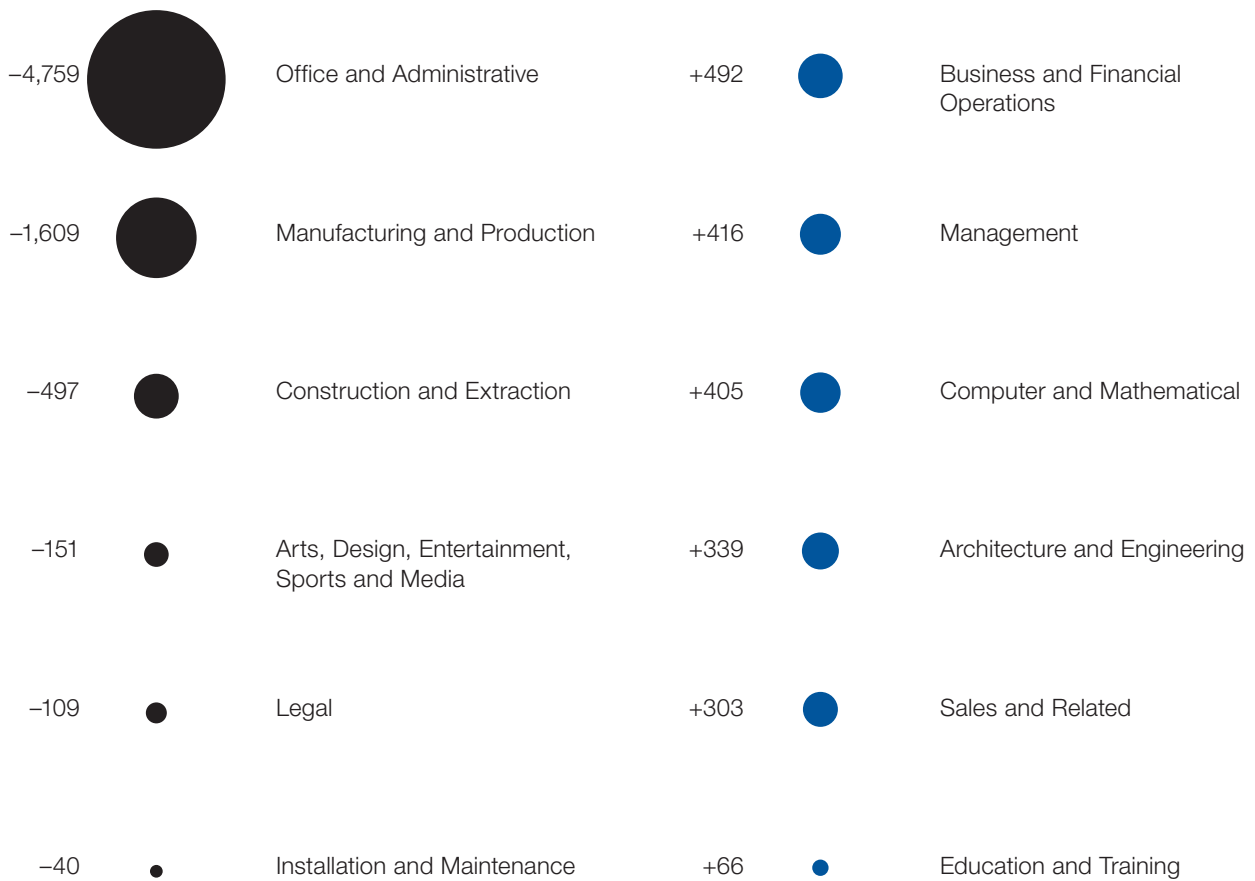 –4,759 Office and Administrative +492 Business and Financial
Operations
–1,609 Manufacturing and Production +416 Management
–497 Construction and Extraction +405 Computer and Mathematical
–151 Arts, Design, Entertainment, +339 Architecture and Engineering
Sports and Media
–109 Legal +303 Sales and Related
–40 Installation and Maintenance +66 Education and Training